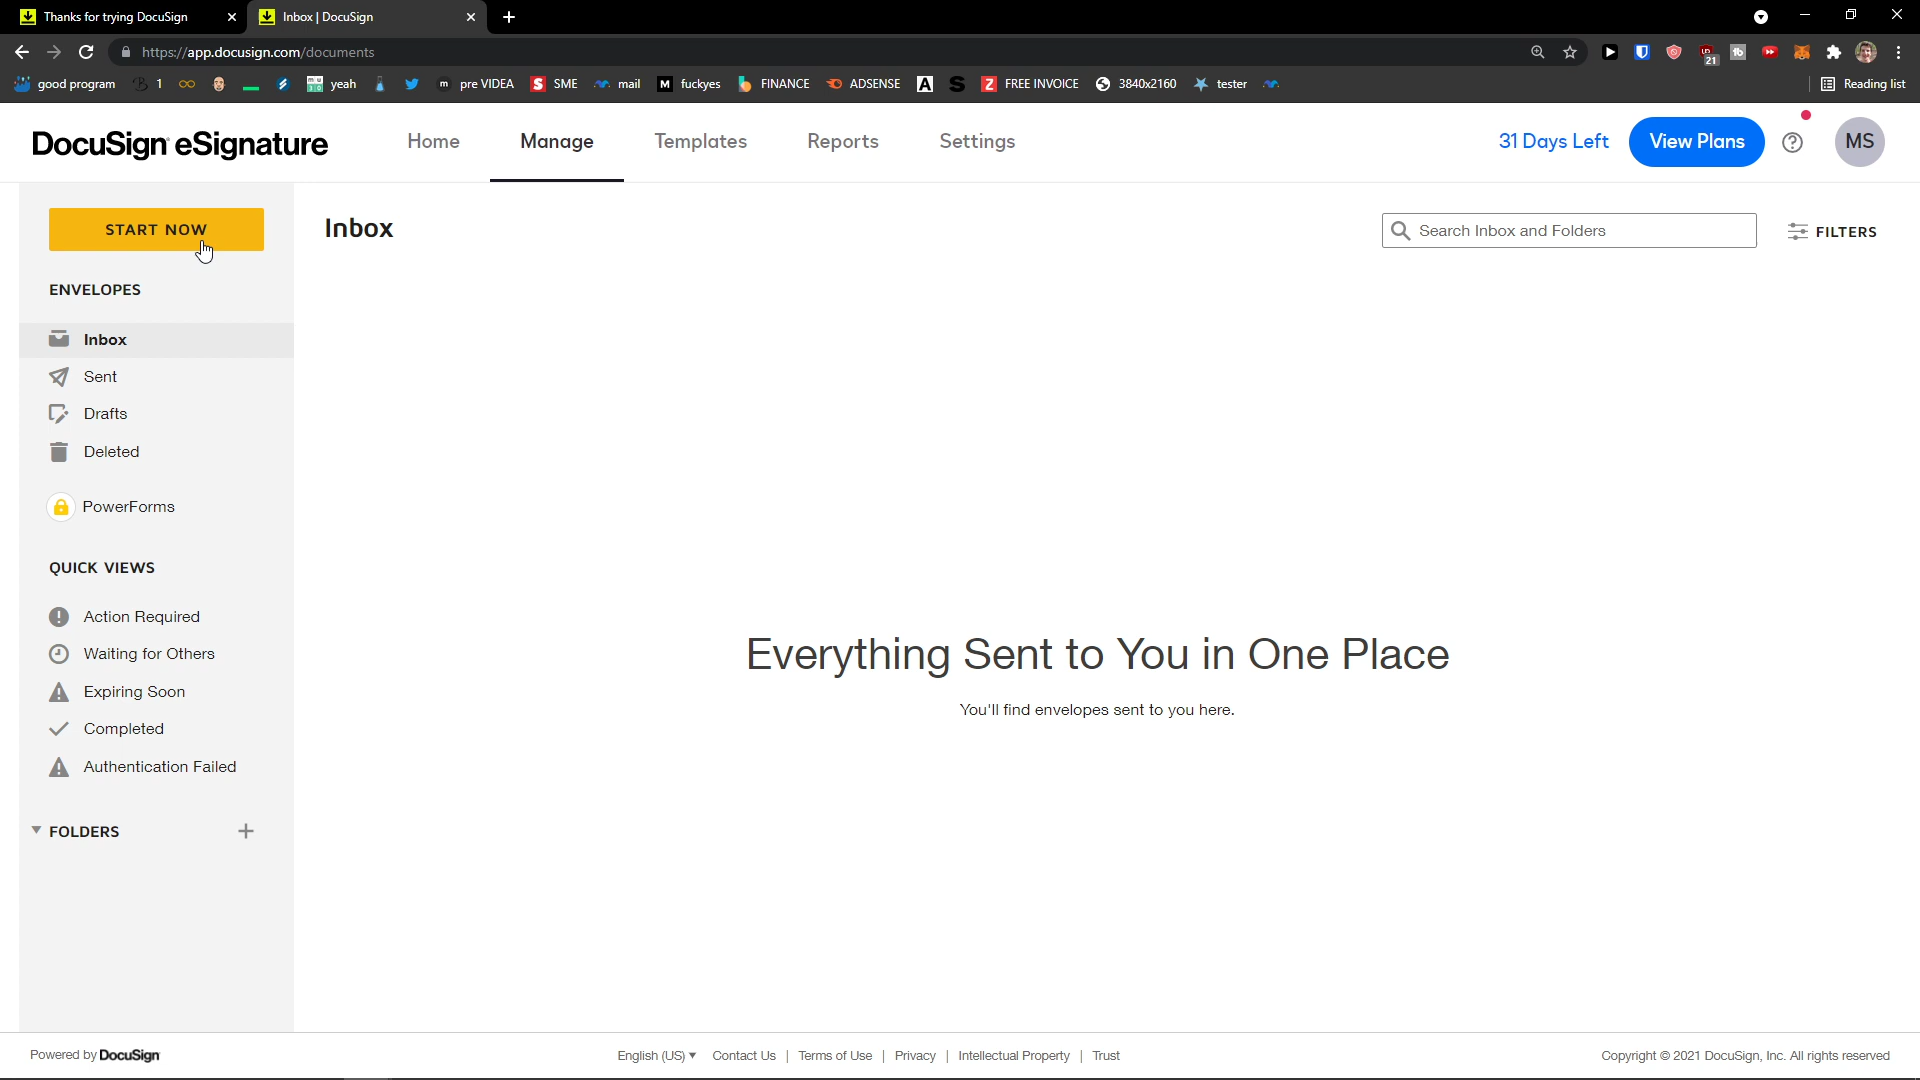 Thanks for trying DocuSign
Inbox | DocuSign
https://app.docusign.com/documents
21
good program
1
yeah
pre VIDEA
SME
mail
fuckyes
FINANCE
ADSENSE
FREE INVOICE
3840x2160
tester
Reading list
DocuSign eSignature
Home
Manage
Templates
Reports
Settings
31 Days Left
View Plans
MS
START NOW
Inbox
Search Inbox and Folders
FILTERS
ENVELOPES
Inbox
Sent
Drafts
Deleted
PowerForms
QUICK VIEWS
Action Required
Waiting for Others
Expiring Soon
Completed
Authentication Failed
FOLDERS
Everything Sent to You in One Place
You'll find envelopes sent to you here.
Powered by DocuSign
English (US) ▼ Contact Us | Terms of Use | Privacy | Intellectual Property | Trust
Copyright © 2021 DocuSign, Inc. All rights reserved